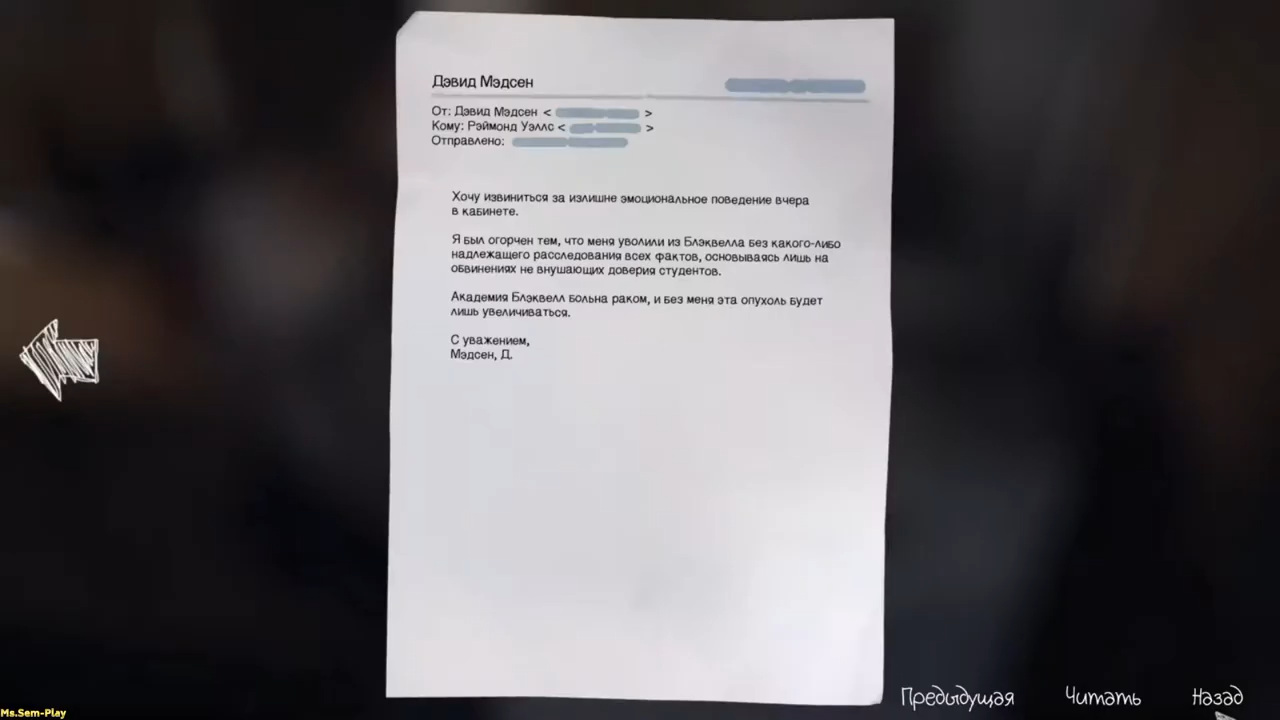 Дэвид Мэдсен
От: Дэвид Мэдсен < >
Кому: Рэймонд Уэллс < >
Отправлено:
Хочу извиниться за излишне эмоциональное поведение вчера
в кабинете.
Я был огорчен тем, что меня уволили из Блэквелла без какого-либо
надлежащего расследования всех фактов, основываясь лишь на
обвинениях не внушающих доверия студентов.
Академия Блэквелл больна раком, и без меня эта опухоль будет
лишь увеличиваться.
С уважением,
Мэдсен, Д.
Предыдущая Читать Назад
Ms.Sem-Play